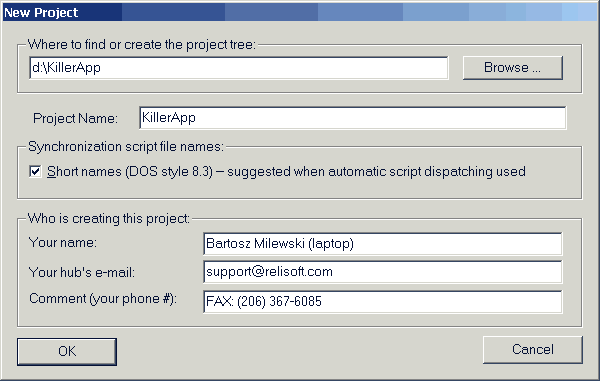 New Project
Where to find or create the project tree:
d:\KillerApp
Browse ...
Project Name: KillerApp
Synchronization script file names:
Short names (DOS style 8.3) – suggested when automatic script dispatching used
Who is creating this project:
Your name: Bartosz Milewski (laptop)
Your hub's e-mail: support@relisoft.com
Comment (your phone #): FAX: (206) 367-6085
OK
Cancel